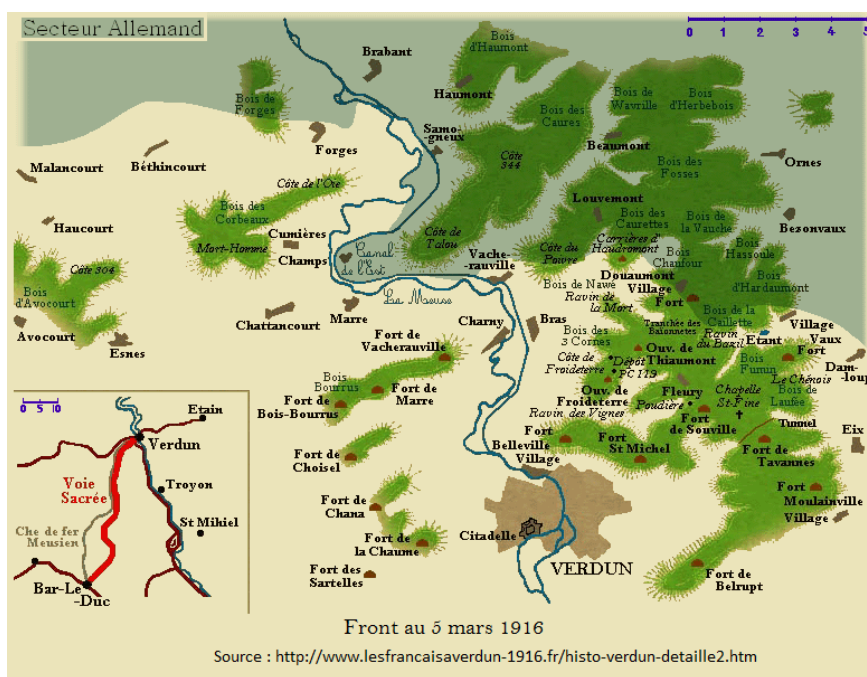 Secteur Allemand
0 1 2 3 4 5
Brabant
Bois
d'Haumont
Haumont
Bois de
Wavrille
Bois
d'Herbebois
Bois de
Forges
Bois des
Caures
Samo-
-gneux
Forges
Beaumont
Malancourt
Béthincourt
Côte
344
Ornes
Bois des
Fosses
Côte de l'Oie
Bois des
Corbeaux
Louvemont
Haucourt
Cumières
Côte de
Talou
Bois des
Caurettes
Bois de
la Vauche
Bezonvaux
Mort-Homme
Champs
Canal
de
l'Est
Vache-
-rauville
Côte du
Poivre
Carrières d'
Haudromont
Bois
Chaufour
Bois
Hassoule
Côte 304
Douaumont
Village
Fort
Bois
d'Hardaumont
Bois
d'Avocourt
La Meuse
Bois de Nawé
Ravin de
la Mort
Bois de la
Caillette
Avocourt
Esnes
Chattancourt
Marre
Charny
Bras
Tranchée des
Baïonnettes
Ravin
du Bazil
Etant
Village
Vaux
Bois des
3 Cornes
Ouv. de
Thiaumont
Fort
Fort de
Vacherauville
Côte de
Froideterre
Dépôt
PC 119
Bois
Fumin
Dam-
loup
Le Chênois
Bois
Bourrus
Fort de
Marre
Fort de
Bois-Bourrus
Ouv. de
Froideterre
Fleury
Chapelle
St-Fine
Bois de
Laufée
Poudière
Ravin des Vignes
Fort
de Souville
Tunnel
Eix
Fort
Belleville
Village
Fort
St Michel
Fort de
Tavannes
Fort de
Choisel
Fort
Moulainville
Village
Fort de
Chana
Citadelle
Fort de
la Chaume
VERDUN
Fort des
Sartelles
Fort de
Belrupt
0 5 10
Etain
Verdun
Voie
Sacrée
Troyon
Che de fer
Meusien
St Mihiel
Bar-Le
-Duc
Front au 5 mars 1916
Source : http://www.lesfrancaisaverdun-1916.fr/histo-verdun-detaille2.htm